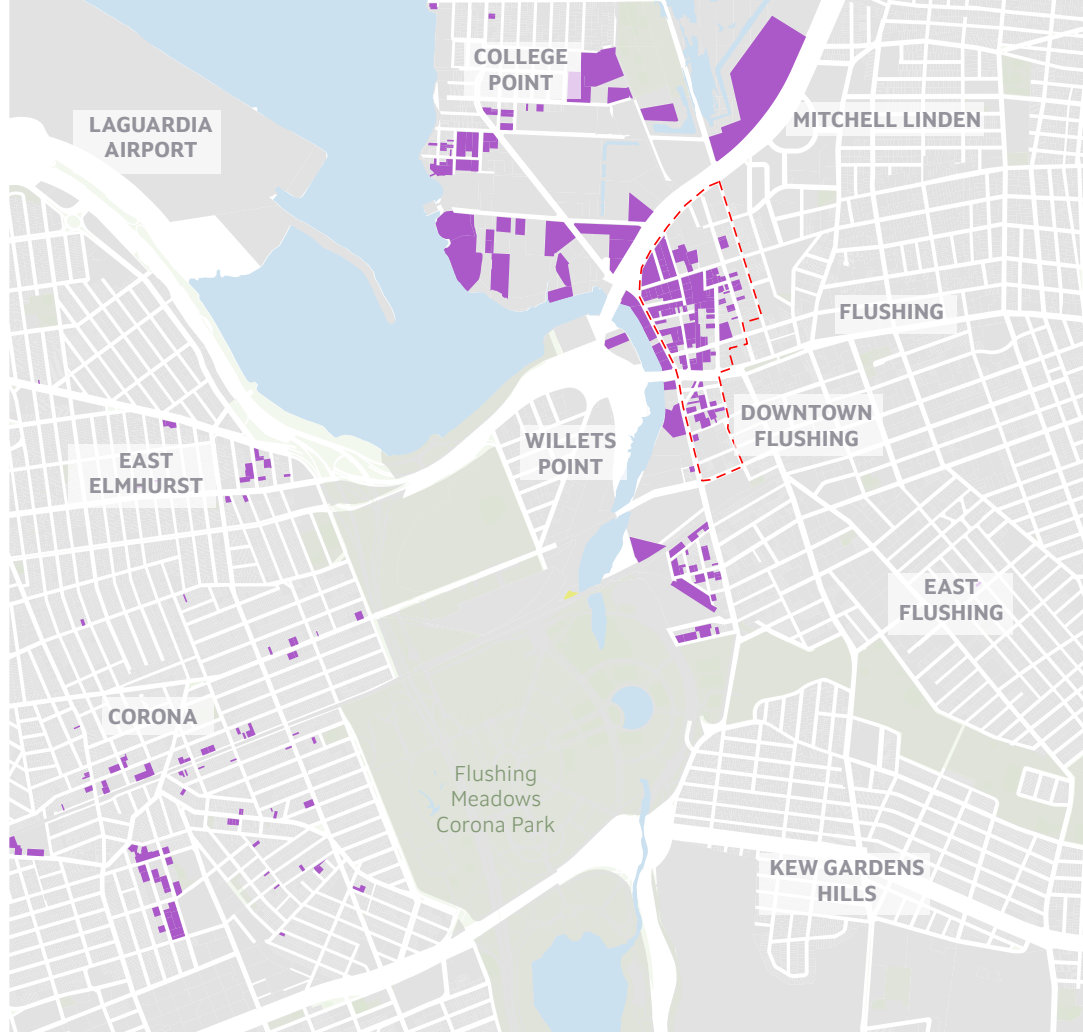 COLLEGE
POINT
LAGUARDIA
AIRPORT
MITCHELL LINDEN
FLUSHING
DOWNTOWN
FLUSHING
WILLETS
POINT
EAST
ELMHURST
EAST
FLUSHING
CORONA
Flushing
Meadows
Corona Park
KEW GARDENS
HILLS